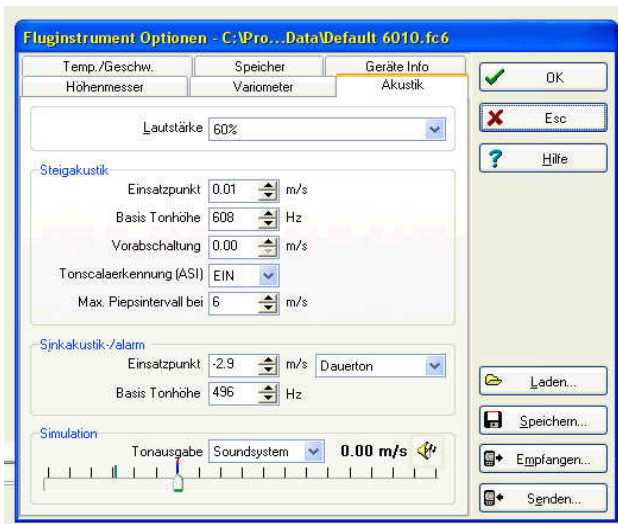 Fluginstrument Optionen - C:\Pro...Data\Default 6010.fc6
Temp./Geschw. Speicher Geräte Info
Höhenmesser Variometer Akustik
Lautstärke 60%
Steigakustik
Einsatzpunkt 0.01 m/s
Basis Tonhöhe 608 Hz
Vorabschaltung 0.00 m/s
Tonscalaerkennung (ASI) EIN
Max. Piepsintervall bei 6 m/s
Sinkakustik-/alarm
Einsatzpunkt -2.9 m/s Dauerton
Basis Tonhöhe 496 Hz
Simulation
Tonausgabe Soundsystem 0.00 m/s
OK
Esc
Hilfe
Laden...
Speichern...
Empfangen...
Senden...